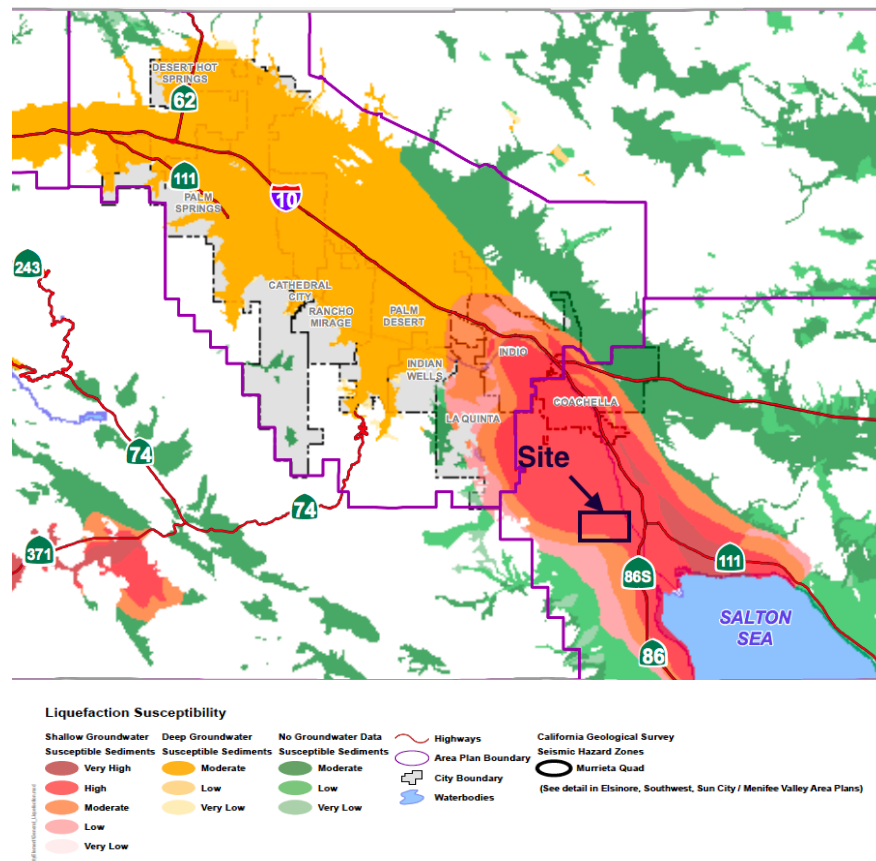 DESERT HOT
SPRINGS
62
111
PALM
SPRINGS
10
243
CATHEDRAL
CITY
RANCHO
MIRAGE
PALM
DESERT
INDIO
INDIAN
WELLS
COACHELLA
LA QUINTA
Site
74
74
371
86S
111
SALTON
SEA
86
Liquefaction Susceptibility
Shallow Groundwater
Susceptible Sediments
Very High
High
Moderate
Low
Very Low
Deep Groundwater
Susceptible Sediments
Moderate
Low
Very Low
No Groundwater Data
Susceptible Sediments
Moderate
Low
Very Low
Highways
Area Plan Boundary
City Boundary
Waterbodies
California Geological Survey
Seismic Hazard Zones
Murrieta Quad
(See detail in Elsinore, Southwest, Sun City / Menifee Valley Area Plans)